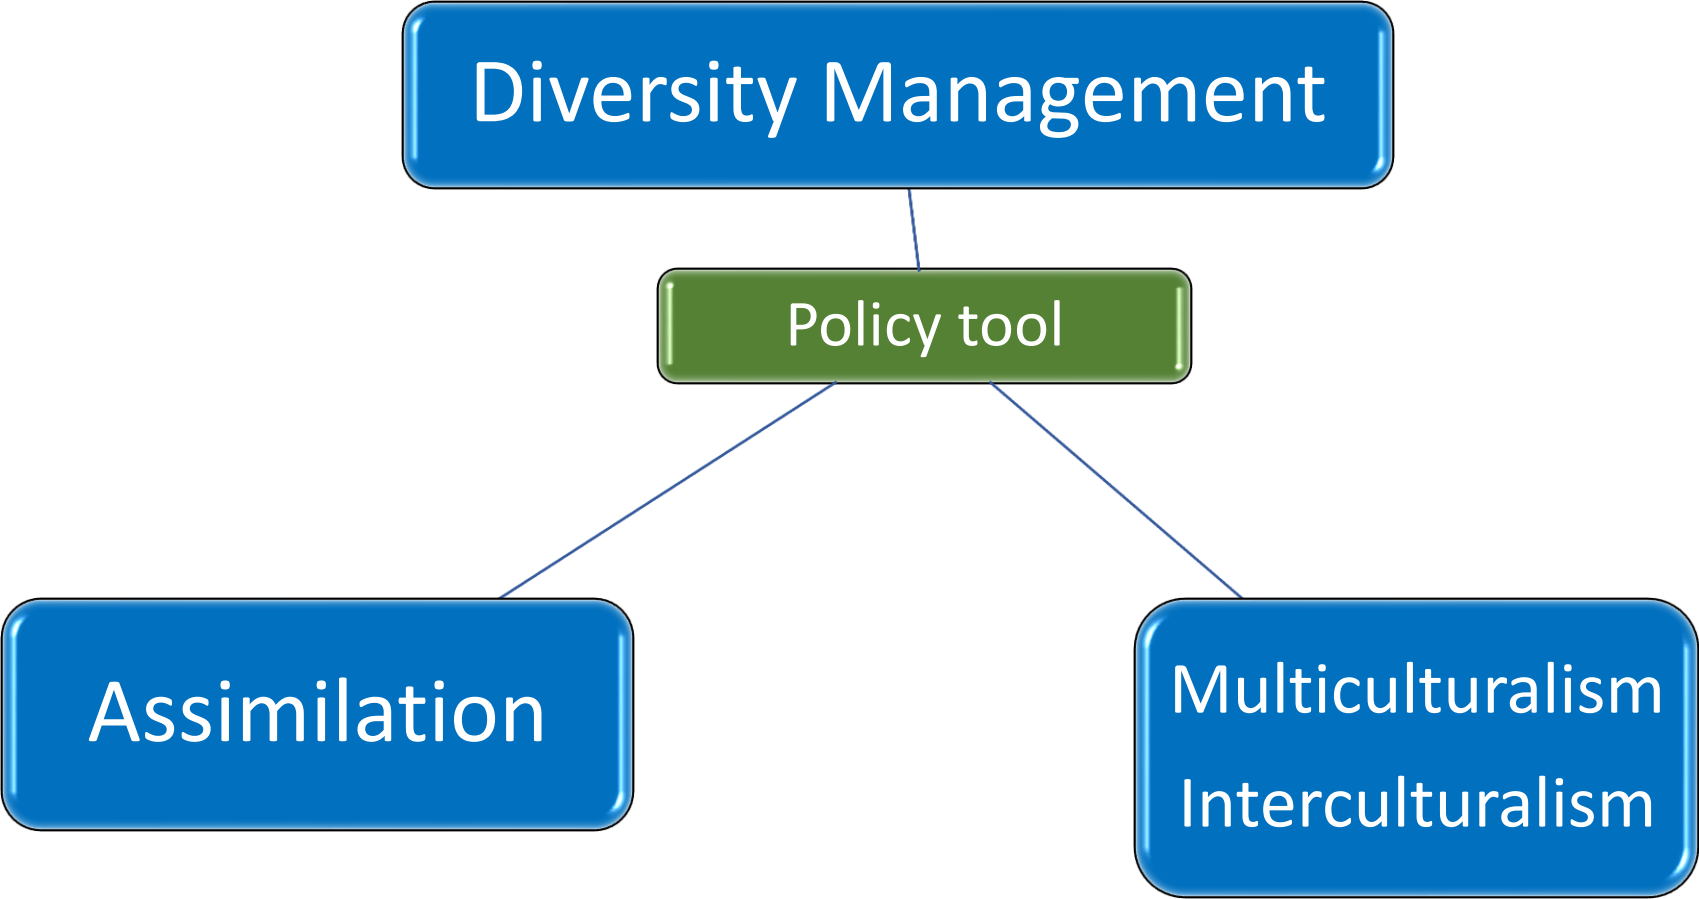 Diversity Management
Policy tool
Assimilation
Multiculturalism
Interculturalism